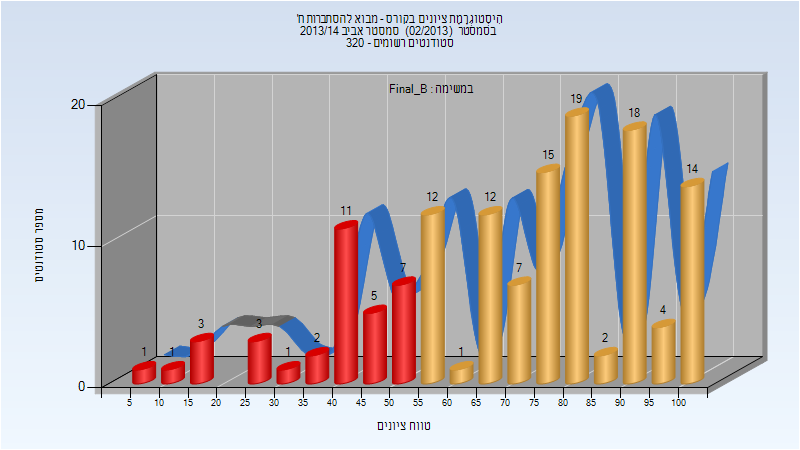 היסטוגרמת ציונים בקורס - מבוא להסתברות ח'
בסמסטר (02/2013) סמסטר אביב 2013/14
סטודנטים רשומים - 320
במשימה : Final_B
מספר סטודנטים
20
10
0
1 1 3 3 1 2 11 5 7 12 1 12 7 15 19 2 18 4 14
5 10 15 20 25 30 35 40 45 50 55 60 65 70 75 80 85 90 95 100
טווח ציונים